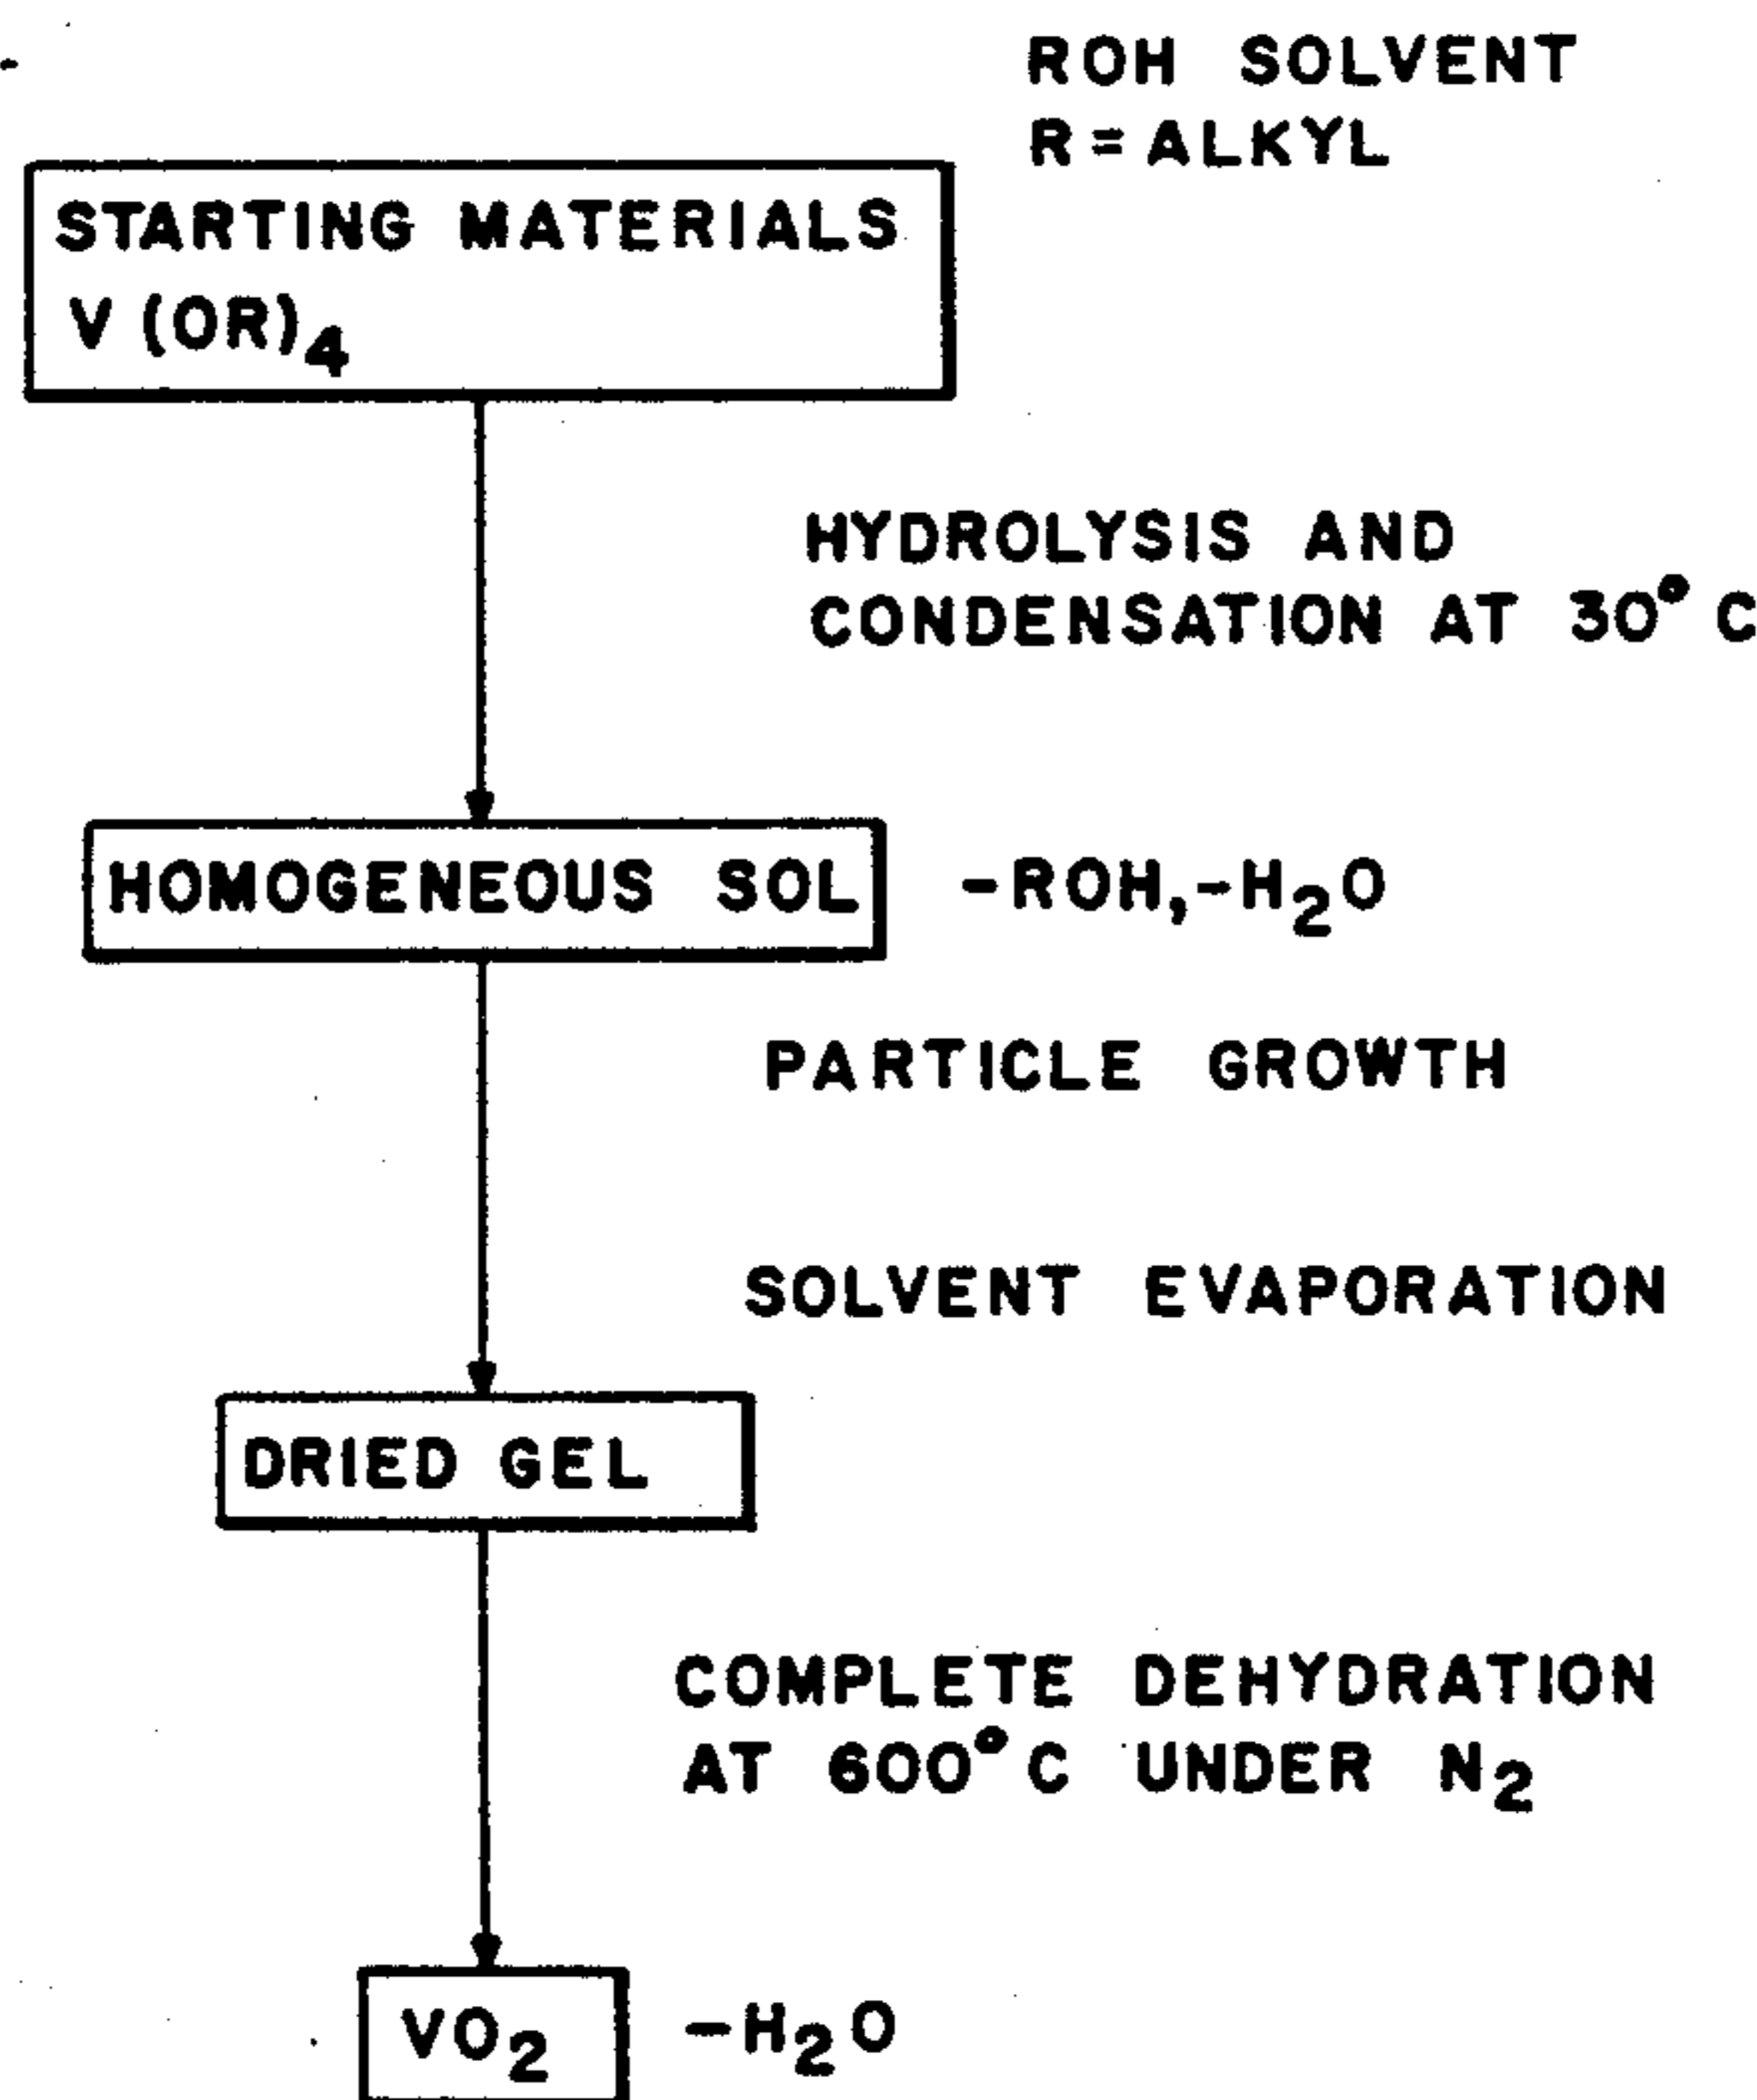 ROH SOLVENT
R = ALKYL
STARTING MATERIALS
V (OR)₄
HYDROLYSIS AND
CONDENSATION AT 30° C
HOMOGENEOUS SOL
-ROH,-H₂O
PARTICLE GROWTH
SOLVENT EVAPORATION
DRIED GEL
COMPLETE DEHYDRATION
AT 600° C UNDER N₂
VO₂
-H₂O